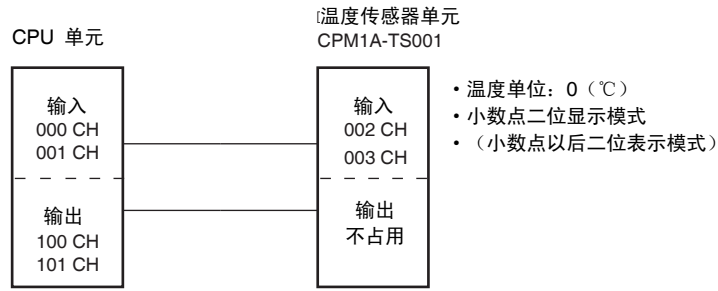 CPU 单元
温度传感器单元
CPM1A-TS001
输入
000 CH
001 CH
输出
100 CH
101 CH
输入
002 CH
003 CH
输出
不占用
・温度单位：0（℃）
・小数点二位显示模式
・（小数点以后二位表示模式）